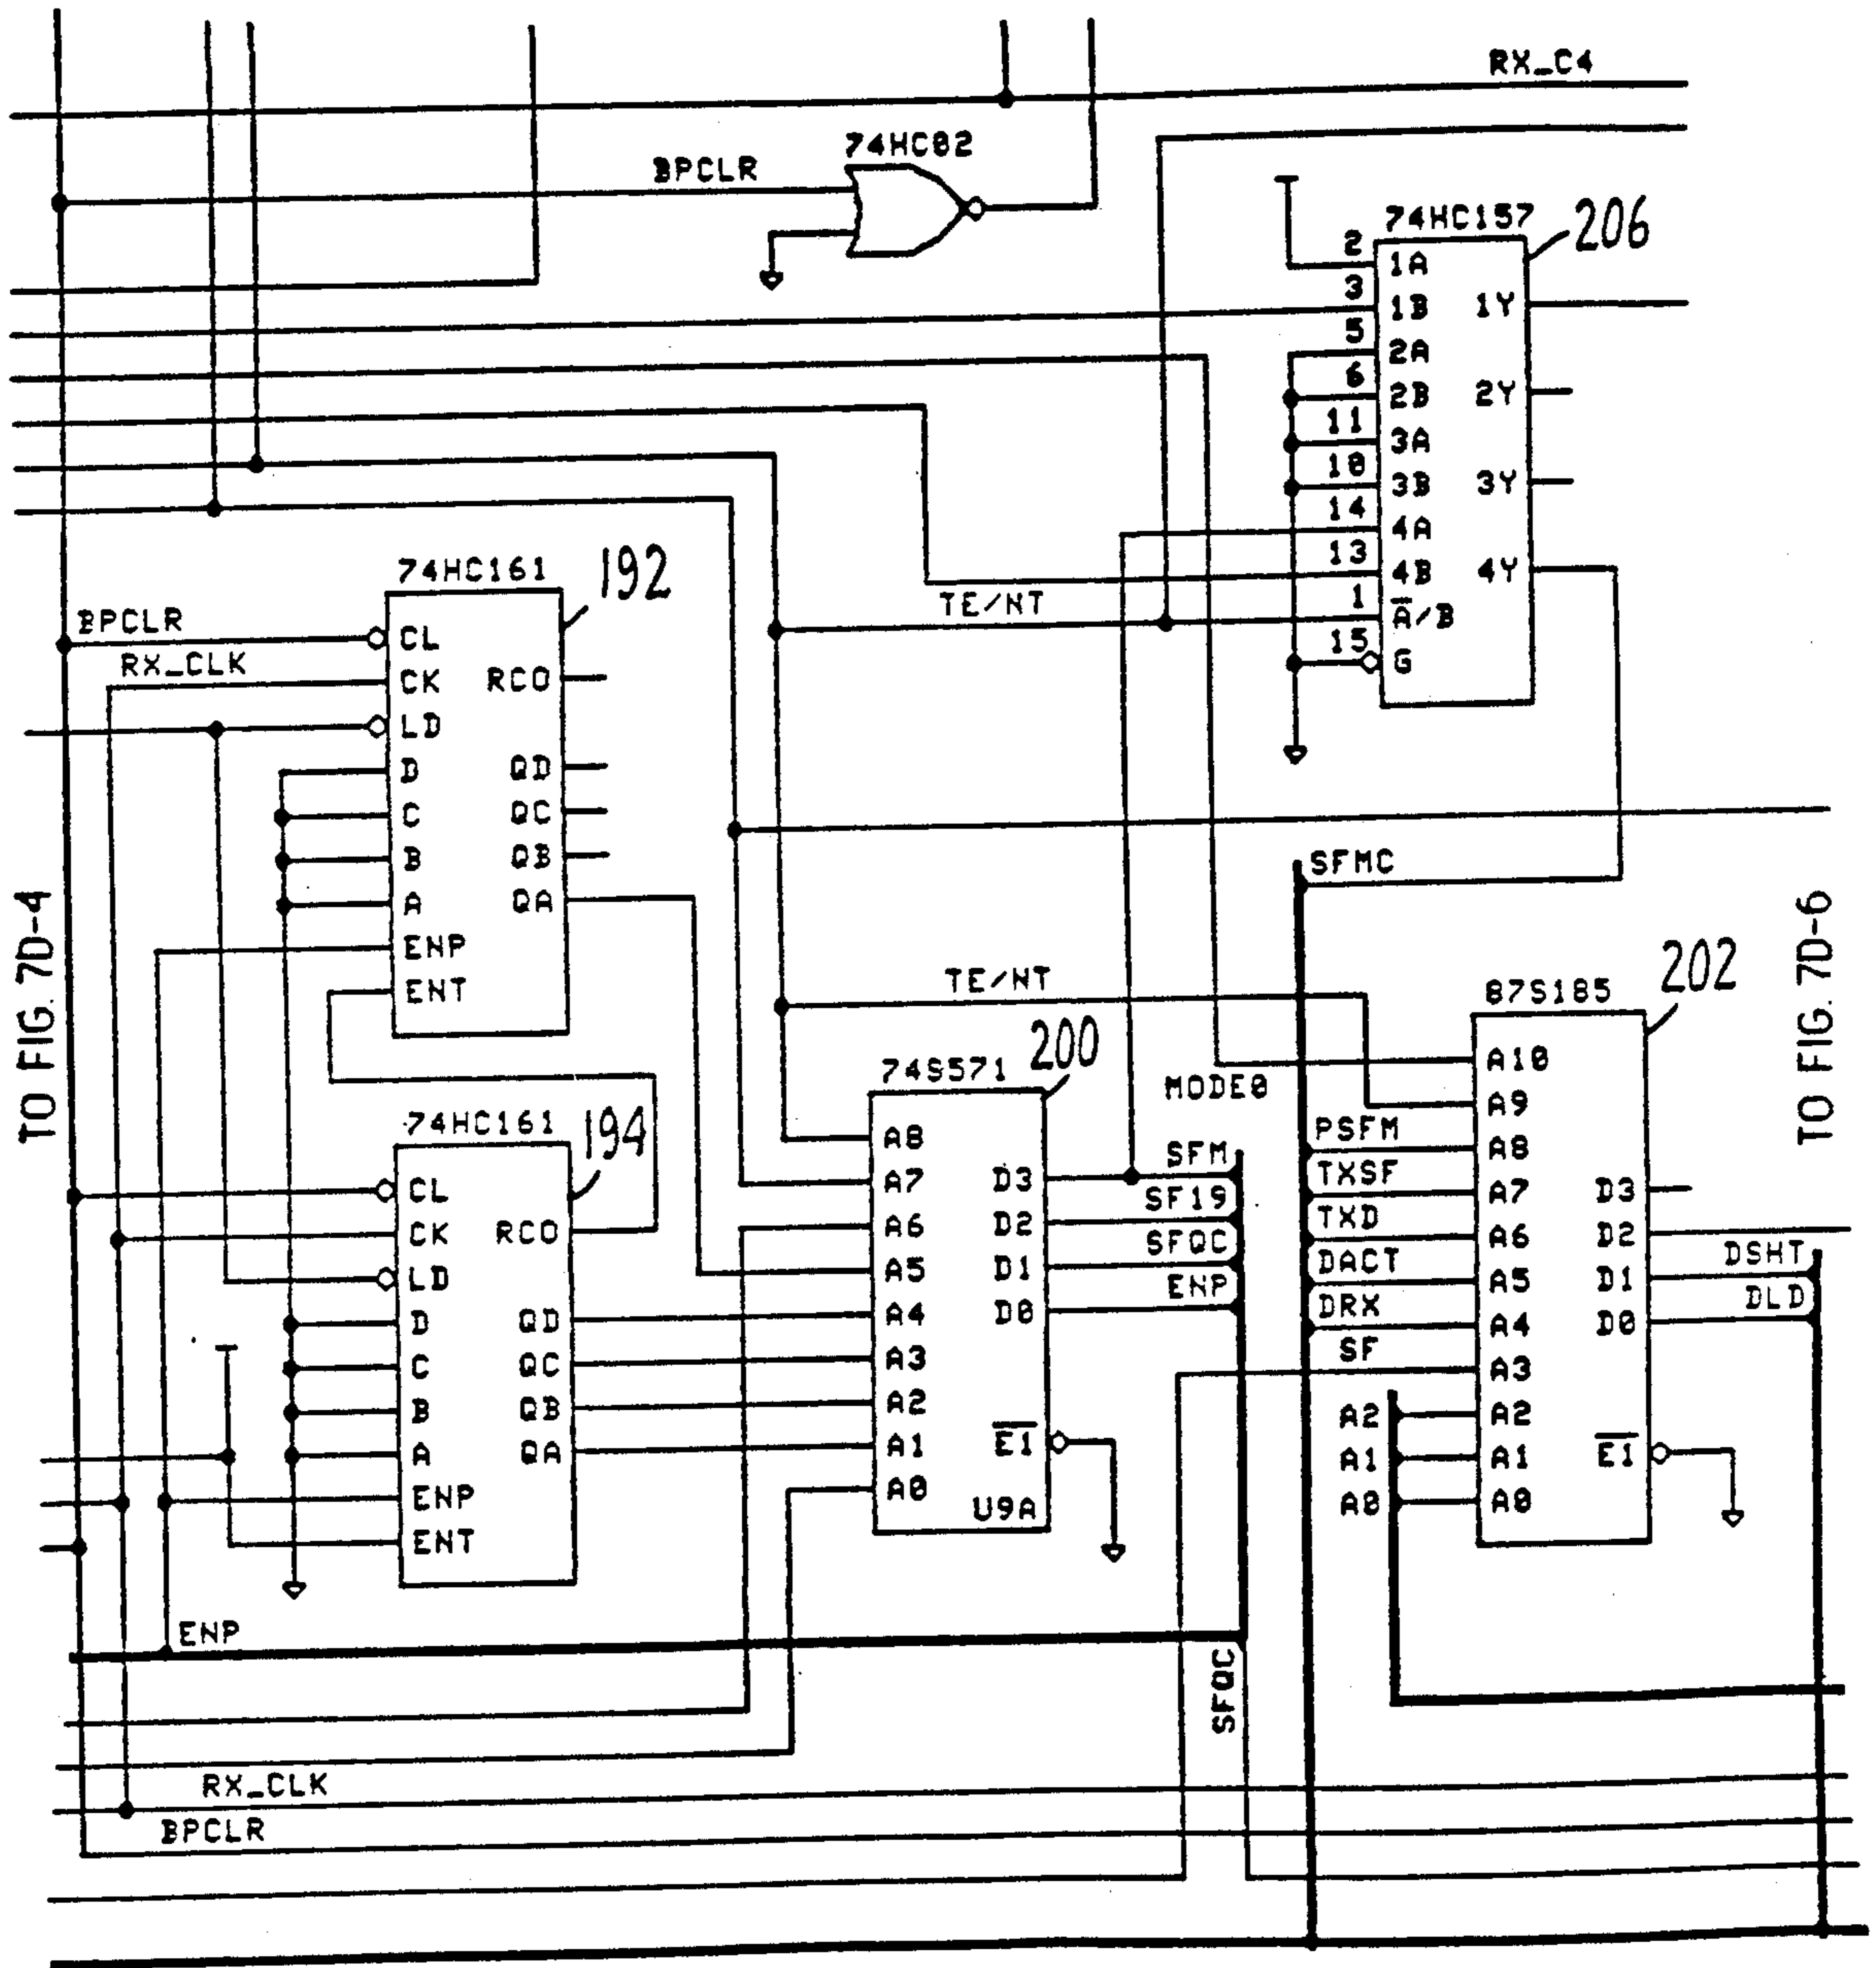 RX_C4
74HC02
BPCLR
74HC157
206
2
1A
3
1B
1Y
5
2A
6
2B
2Y
11
3A
10
3B
3Y
14
4A
13
4B
4Y
TE/NT
1
A/B
15
G
74HC161
192
BPCLR
CL
RX_CLK
CK
RCO
LD
D
QD
C
QC
B
QB
A
QA
ENP
ENT
SFMC
TO FIG. 7D-4
TO FIG. 7D-6
TE/NT
87S185
202
74S571
200
MODE0
A10
A9
PSFM
A8
TXSF
A7
D3
TXD
A6
D2
DACT
A5
D1
DSHT
DRX
A4
D0
DLD
SF
A3
A2
A2
A1
A1
E1
A0
A0
A8
A7
D3
SFM
A6
D2
SF19
A5
D1
SFQC
A4
D0
ENP
A3
A2
A1
E1
A0
U9A
74HC161
194
CL
CK
RCO
LD
D
QD
C
QC
B
QB
A
QA
ENP
ENT
ENP
SFQC
RX_CLK
BPCLR